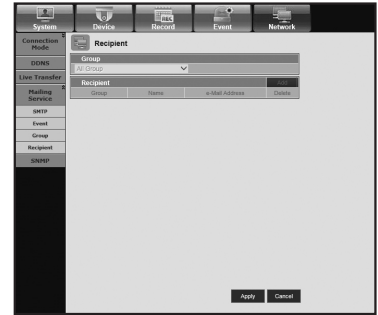 System Device Record Event Network
Connection
Mode
DDNS
Live Transfer
Mailing
Service
SMTP
Event
Group
Recipient
SNMP
Recipient
Group
All Group
Recipient Add
Group Name e-Mail Address Delete
Apply Cancel